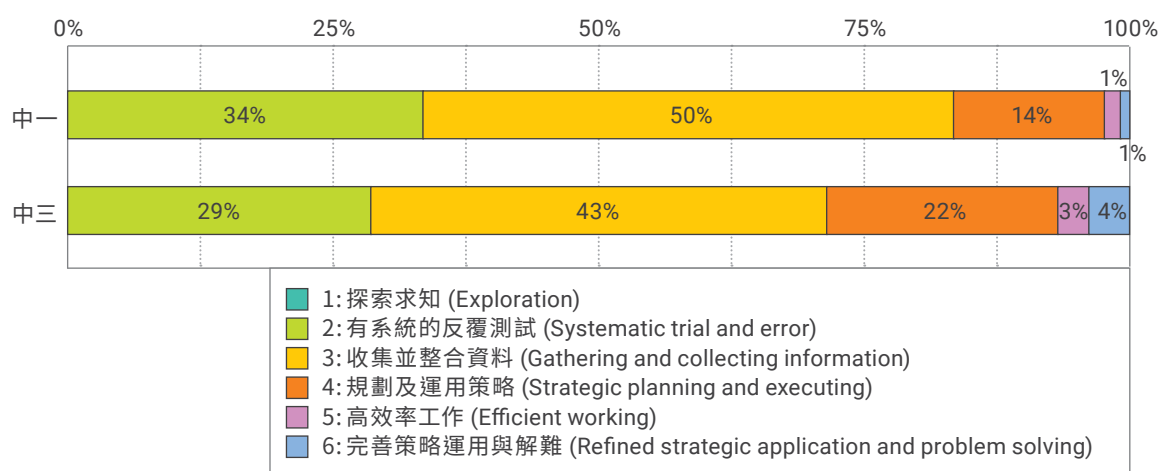 0% 25% 50% 75% 100%
1%
中一 34% 50% 14%
1%
中三 29% 43% 22% 3% 4%
1: 探索求知 (Exploration)
2: 有系統的反覆測試 (Systematic trial and error)
3: 收集並整合資料 (Gathering and collecting information)
4: 規劃及運用策略 (Strategic planning and executing)
5: 高效率工作 (Efficient working)
6: 完善策略運用與解難 (Refined strategic application and problem solving)